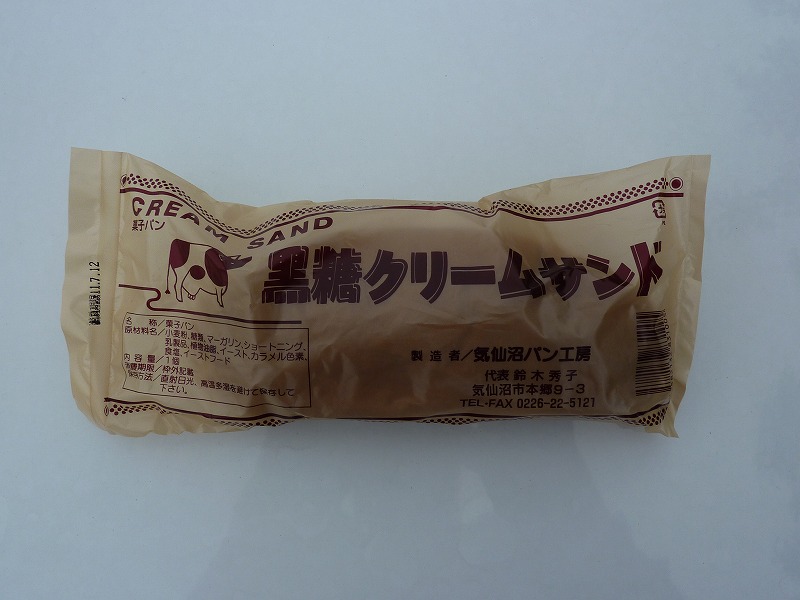 CREAM SAND
菓子パン
黒糖クリームサンド
11.7.12
名称/菓子パン
原材料名/小麦粉、糖類、マーガリン、ショートニング、
乳製品、植物油脂、イースト、カラメル色素、
食塩、イーストフード
内容量/1個
消費期限/枠外記載
保存方法/直射日光、高温多湿を避けて保存して
下さい。
製造者/気仙沼パン工房
代表 鈴木秀子
気仙沼市本郷9-3
TEL・FAX 0226-22-5121